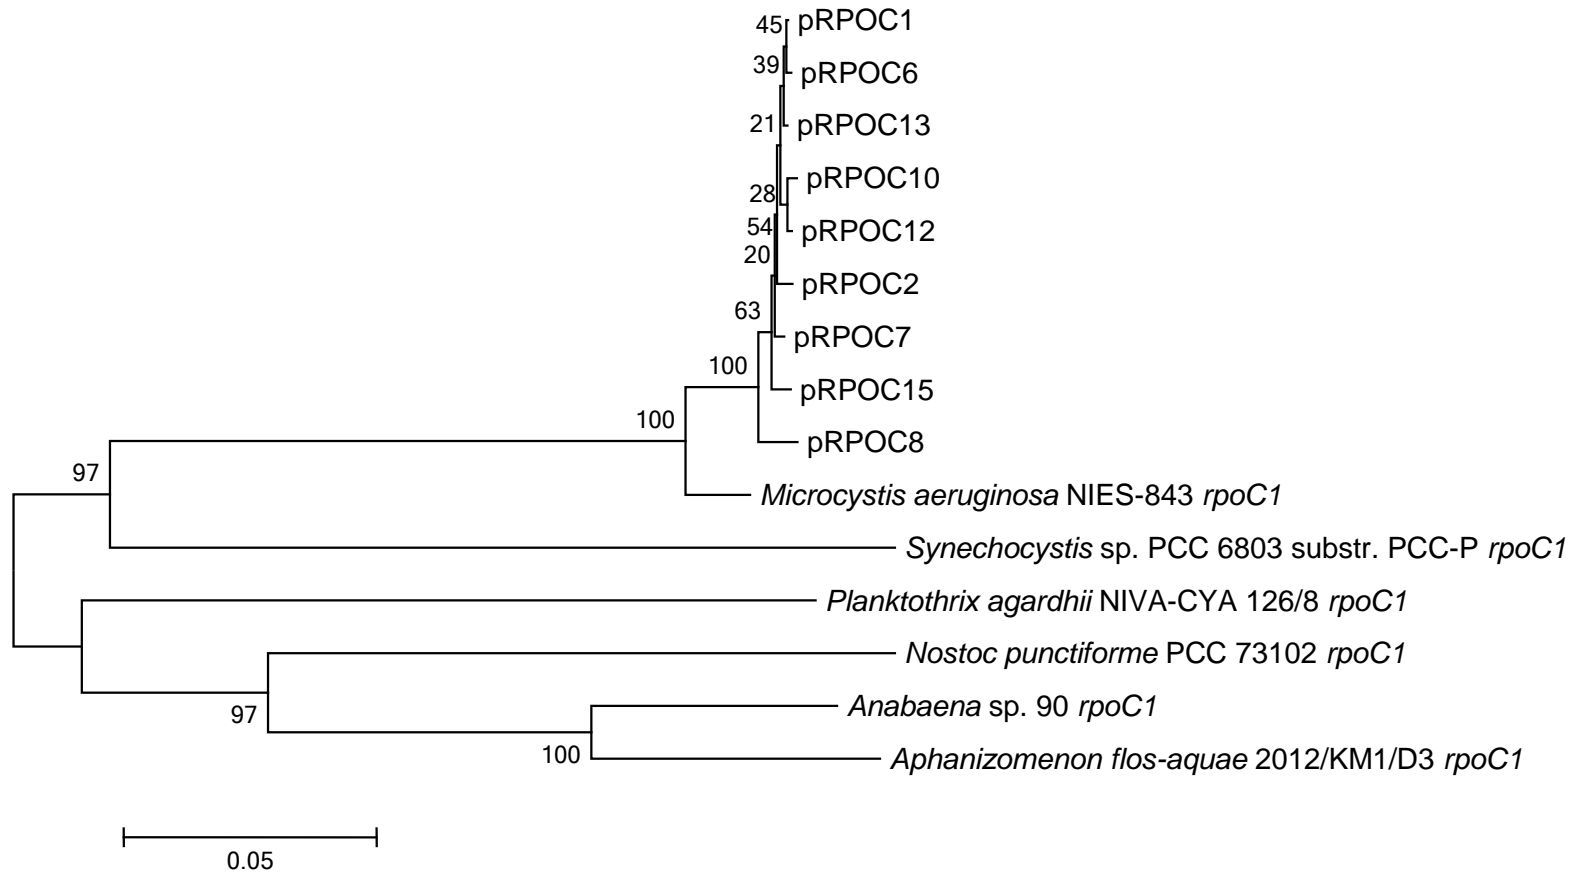 45 pRPOC1
39 pRPOC6
21 pRPOC13
pRPOC10
28
54 pRPOC12
20
pRPOC2
63
pRPOC7
100
pRPOC15
100
pRPOC8
97
Microcystis aeruginosa NIES-843 rpoC1
Synechocystis sp. PCC 6803 substr. PCC-P rpoC1
Planktothrix agardhii NIVA-CYA 126/8 rpoC1
Nostoc punctiforme PCC 73102 rpoC1
97
Anabaena sp. 90 rpoC1
100
Aphanizomenon flos-aquae 2012/KM1/D3 rpoC1
0.05